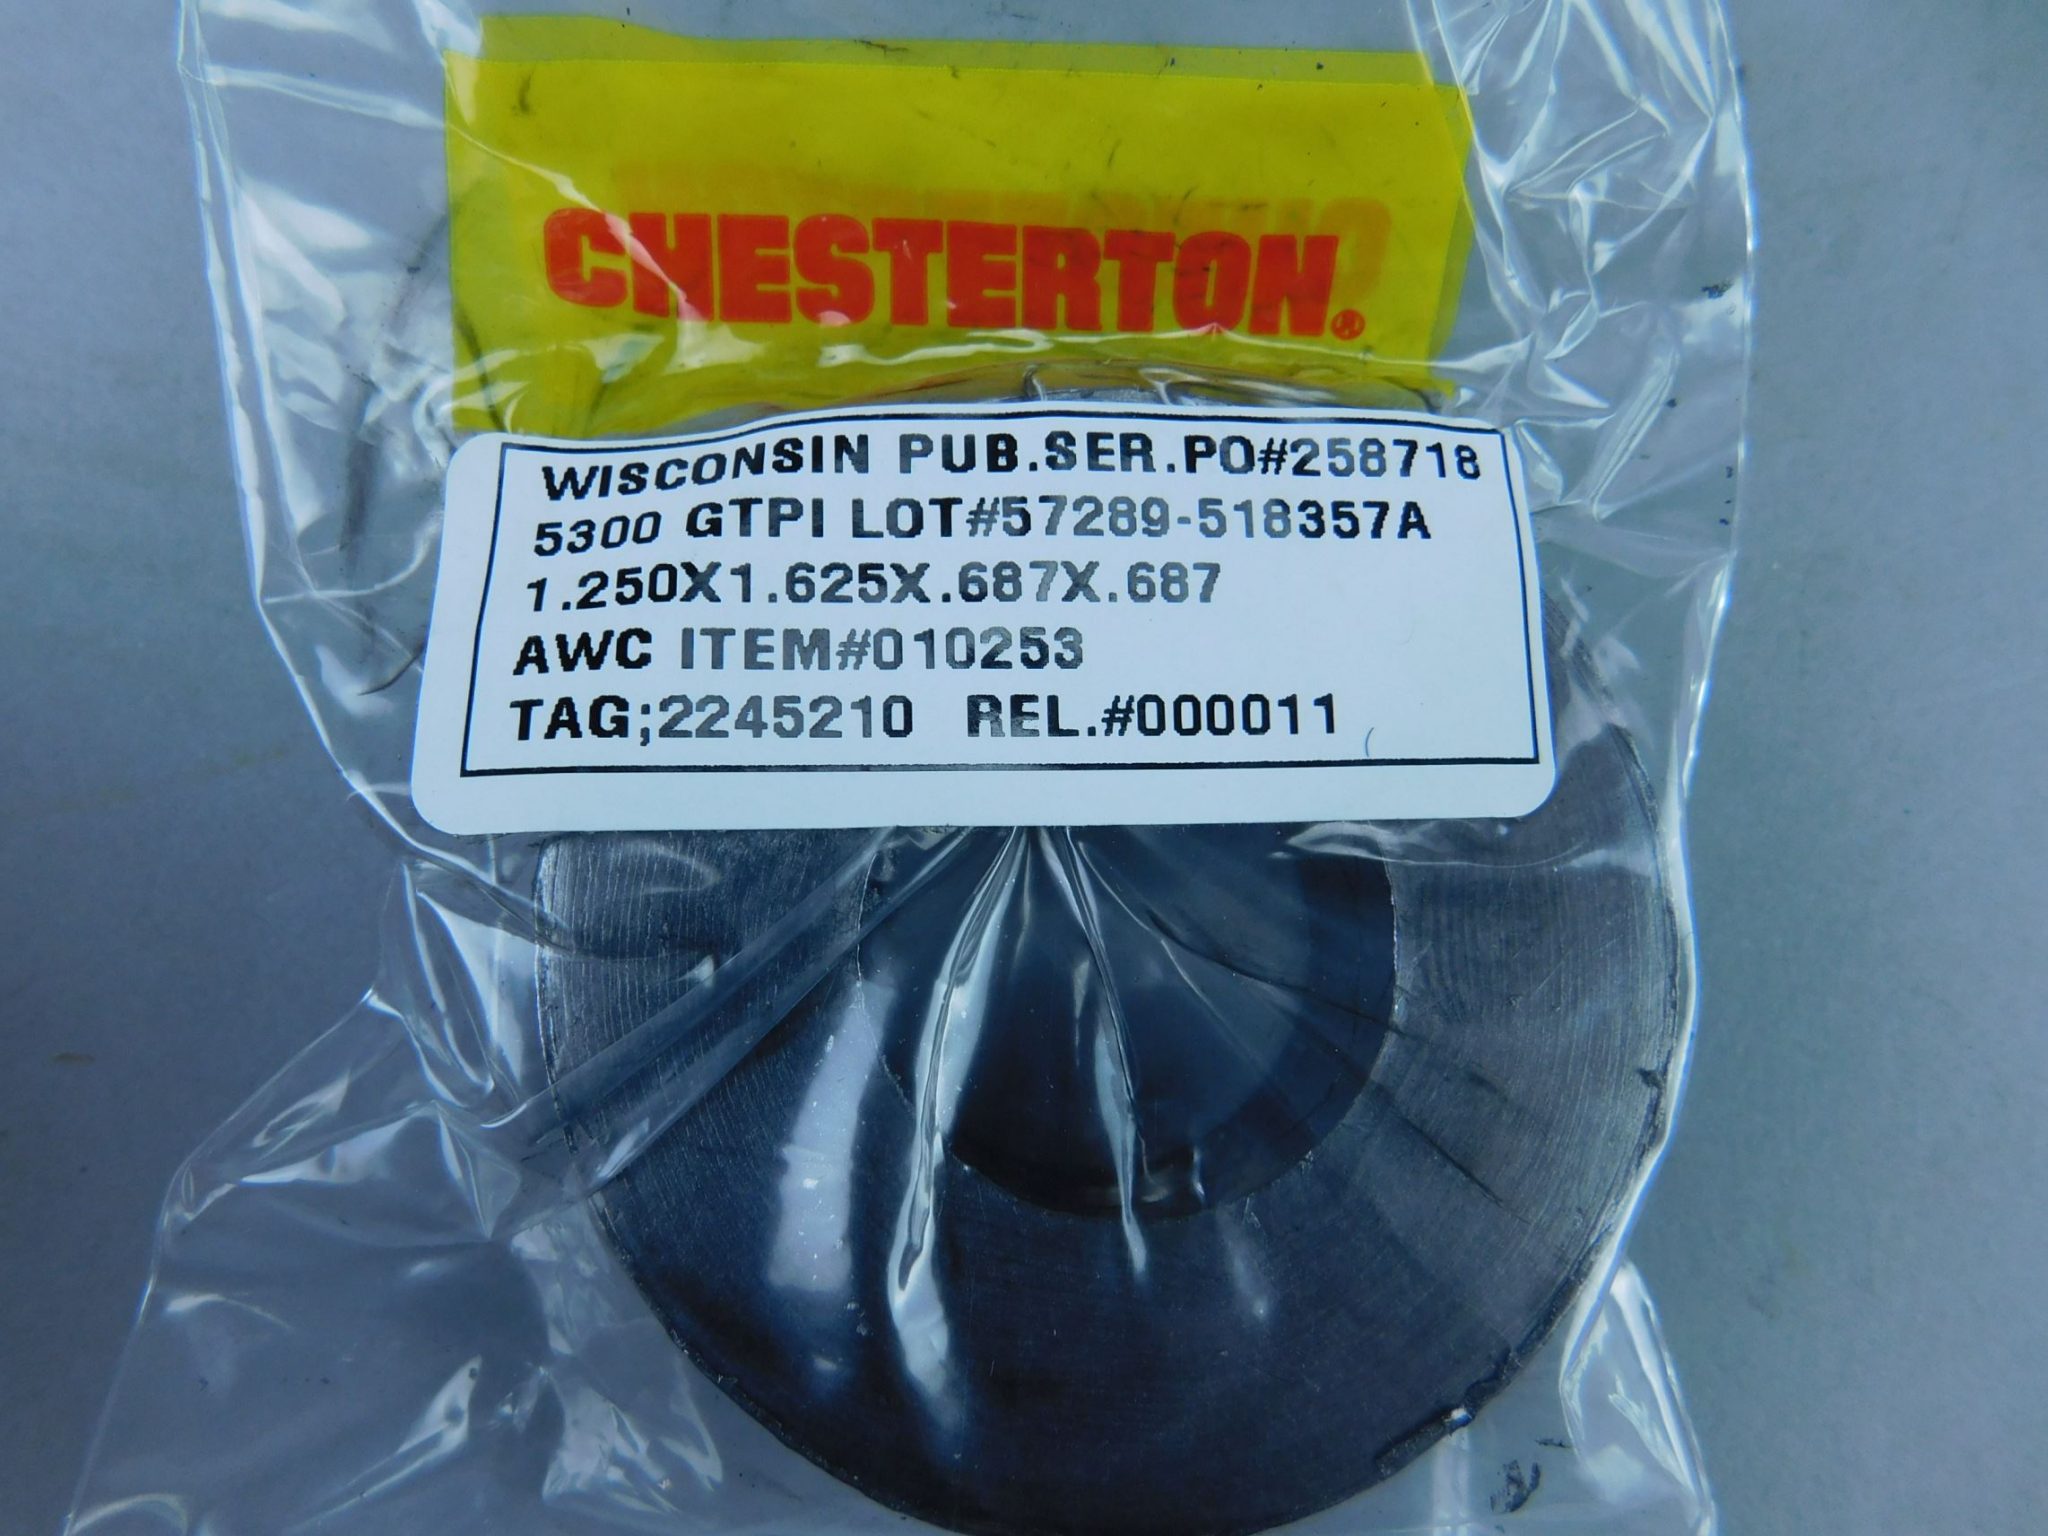 CHESTERTON®
WISCONSIN PUB.SER.PO#258718
5300 GTPI LOT#57289-518357A
1.250X1.625X.687X.687
AWC ITEM#010253
TAG;2245210 REL.#000011